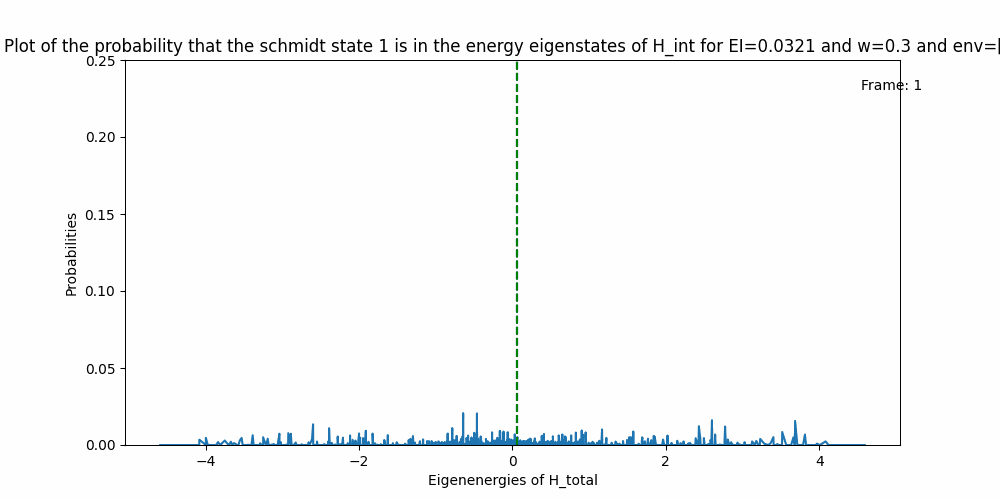 Plot of the probability that the schmidt state 1 is in the energy eigenstates of H_int for EI=0.0321 and w=0.3 and env=
Frame: 1
0.25
0.20
0.15
0.10
0.05
0.00
Probabilities
−4
−2
0
2
4
Eigenenergies of H_total